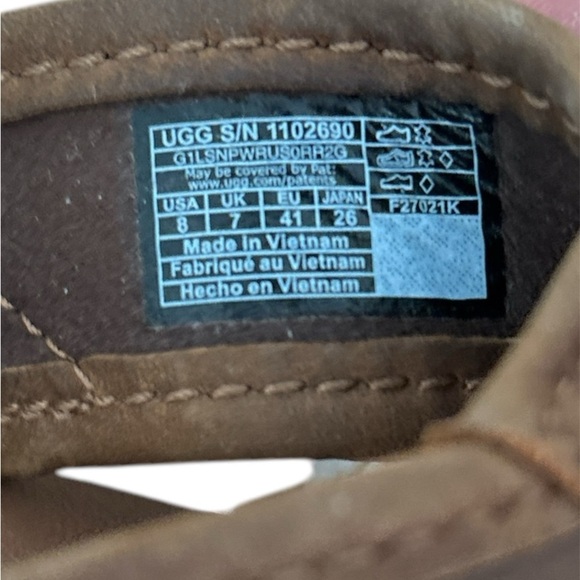 UGG S/N 1102690
G1LSNPWRUS0RR2G
May be covered by Pat:
www.ugg.com/patents
USA UK EU JAPAN
8 7 41 26
F27021K
Made in Vietnam
Fabriqué au Vietnam
Hecho en Vietnam